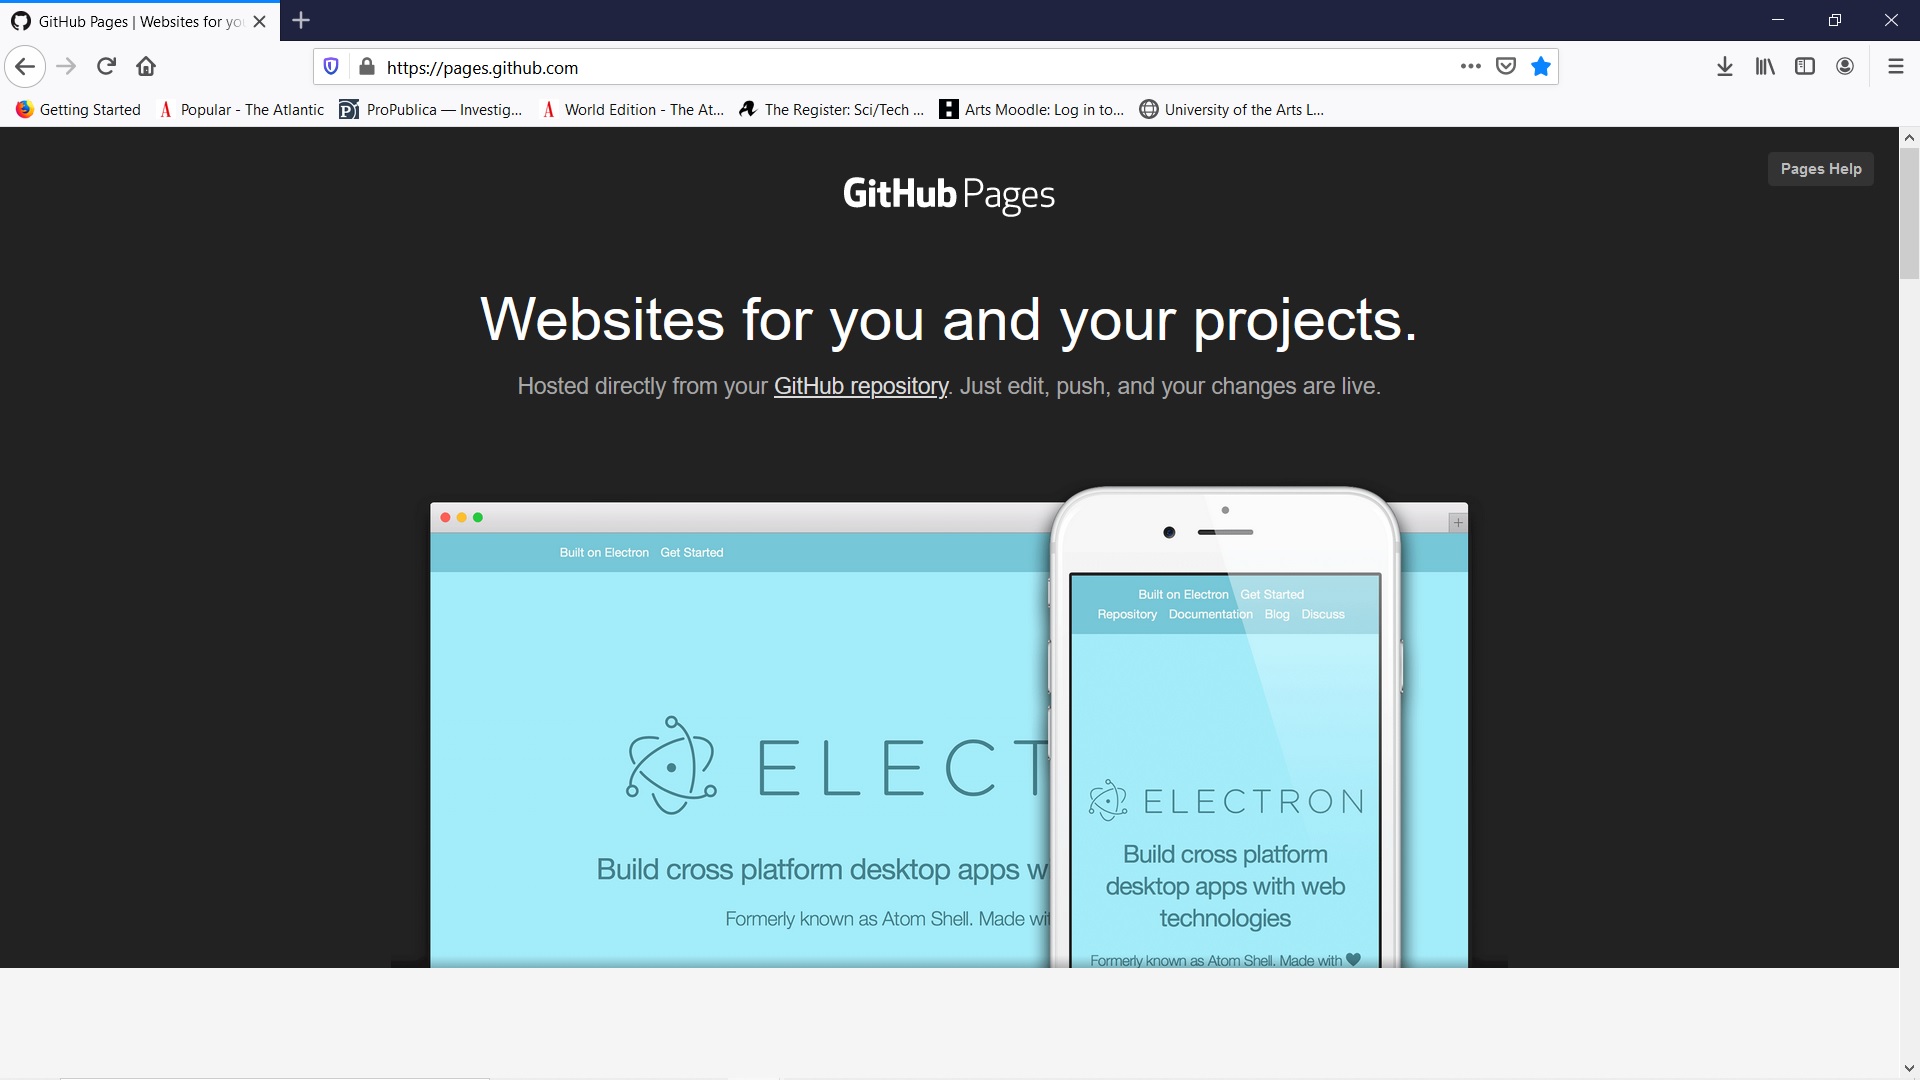 GitHub Pages | Websites for you
https://pages.github.com
Getting Started
Popular - The Atlantic
ProPublica — Investig...
World Edition - The At...
The Register: Sci/Tech ...
Arts Moodle: Log in to...
University of the Arts L...
Pages Help
GitHub Pages
Websites for you and your projects.
Hosted directly from your GitHub repository. Just edit, push, and your changes are live.
Built on Electron Get Started
ELECT
Build cross platform desktop apps w
Formerly known as Atom Shell. Made wit
Built on Electron Get Started
Repository Documentation Blog Discuss
ELECTRON
Build cross platform
desktop apps with web
technologies
Formerly known as Atom Shell. Made with